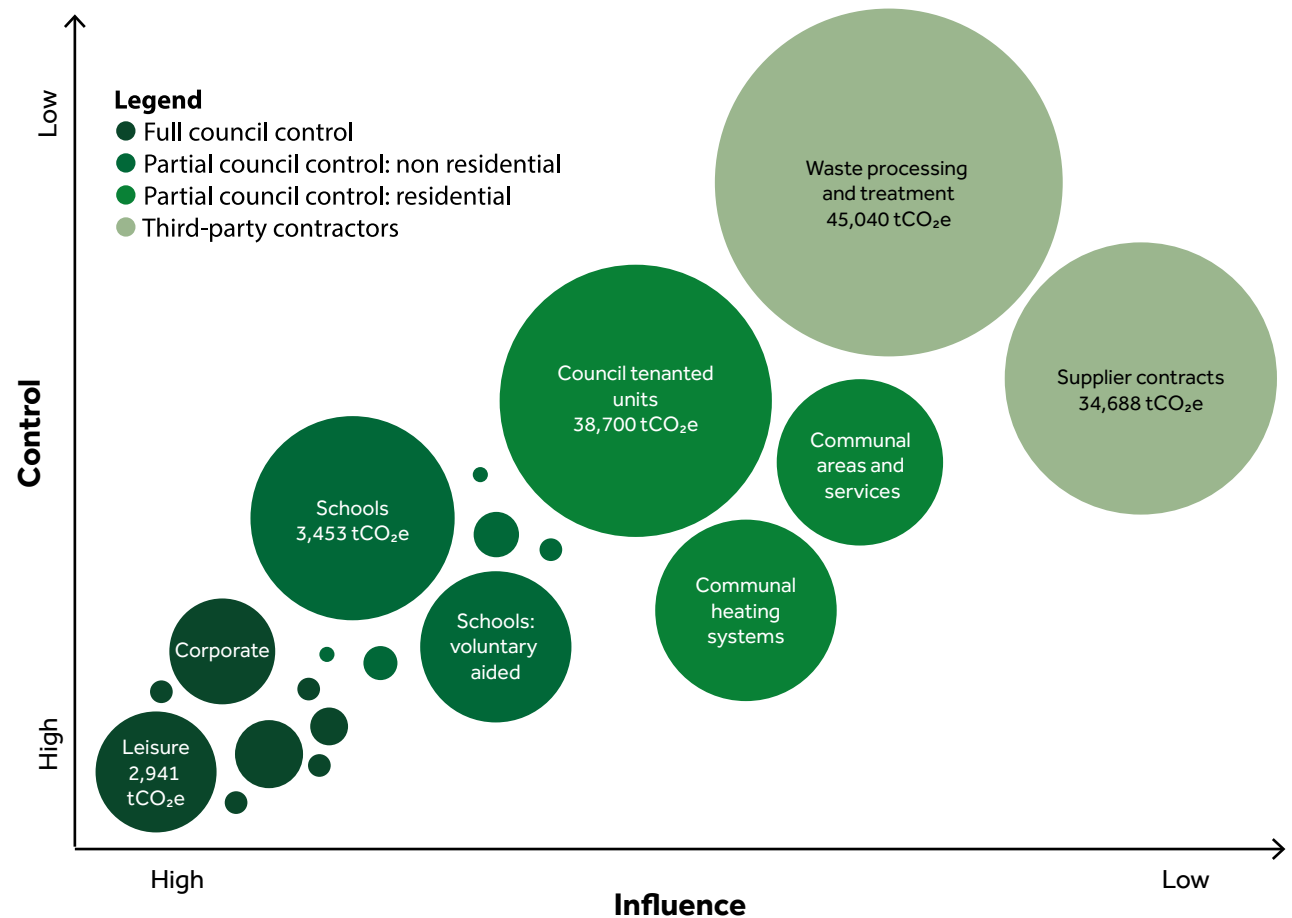 Low
Legend
Full council control
Partial council control: non residential
Partial council control: residential
Third-party contractors
Waste processing
and treatment
45,040 tCO₂e
Supplier contracts
34,688 tCO₂e
Council tenanted
units
38,700 tCO₂e
Communal
areas and
services
Control
Schools
3,453 tCO₂e
Communal
heating
systems
Schools:
voluntary
aided
Corporate
High
Leisure
2,941
tCO₂e
High
Low
Influence